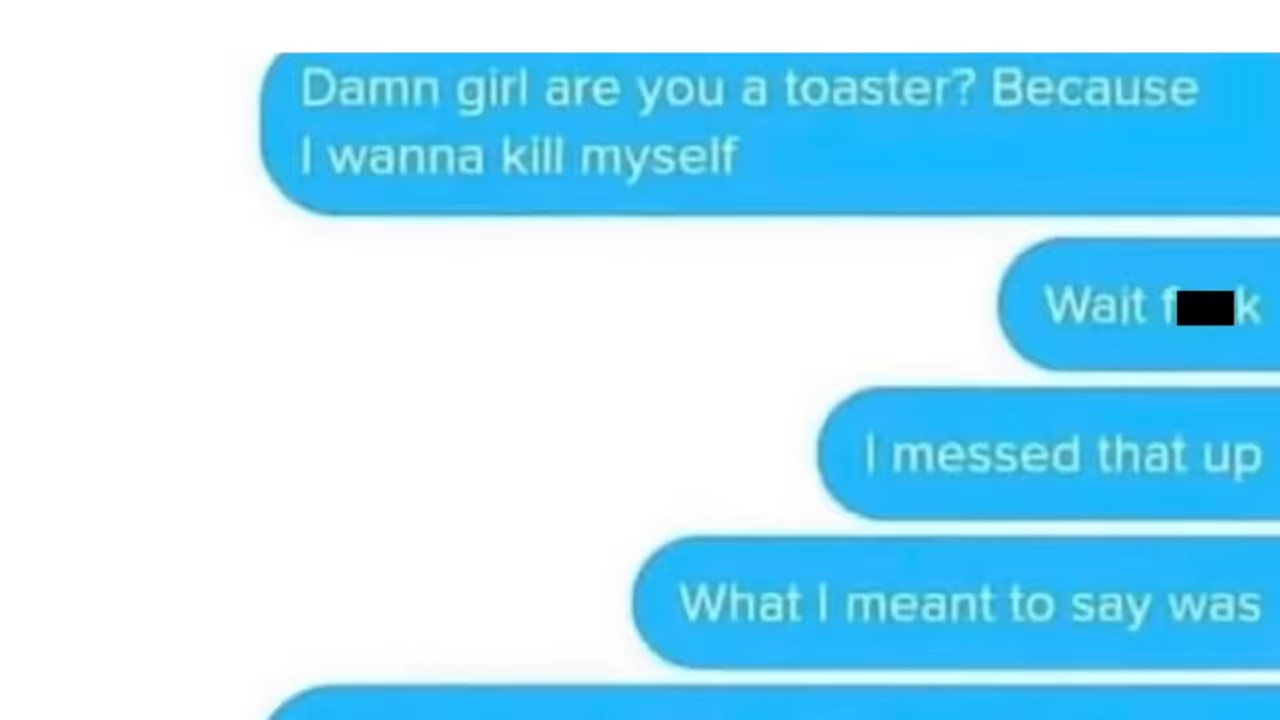 Damn girl are you a toaster? Because
I wanna kill myself
Wait f k
I messed that up
What I meant to say was